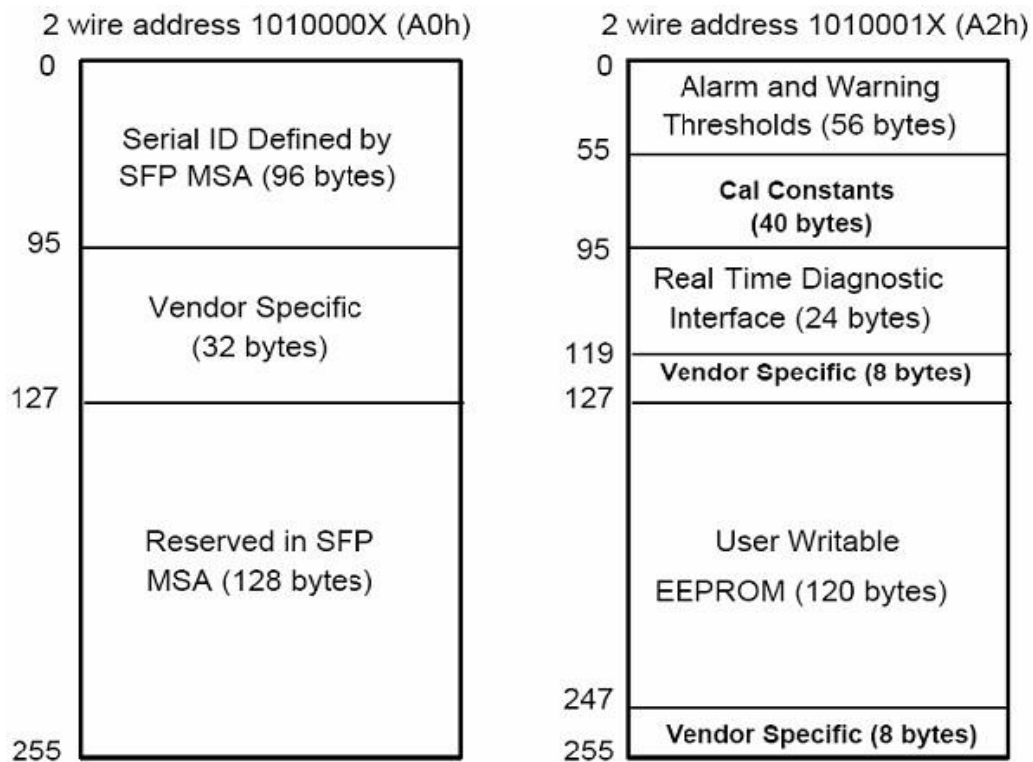 2 wire address 1010000X (A0h)
0
Serial ID Defined by
SFP MSA (96 bytes)
95
Vendor Specific
(32 bytes)
127
Reserved in SFP
MSA (128 bytes)
255
2 wire address 1010001X (A2h)
0
Alarm and Warning
Thresholds (56 bytes)
55
Cal Constants
(40 bytes)
95
Real Time Diagnostic
Interface (24 bytes)
119
Vendor Specific (8 bytes)
127
User Writable
EEPROM (120 bytes)
247
Vendor Specific (8 bytes)
255